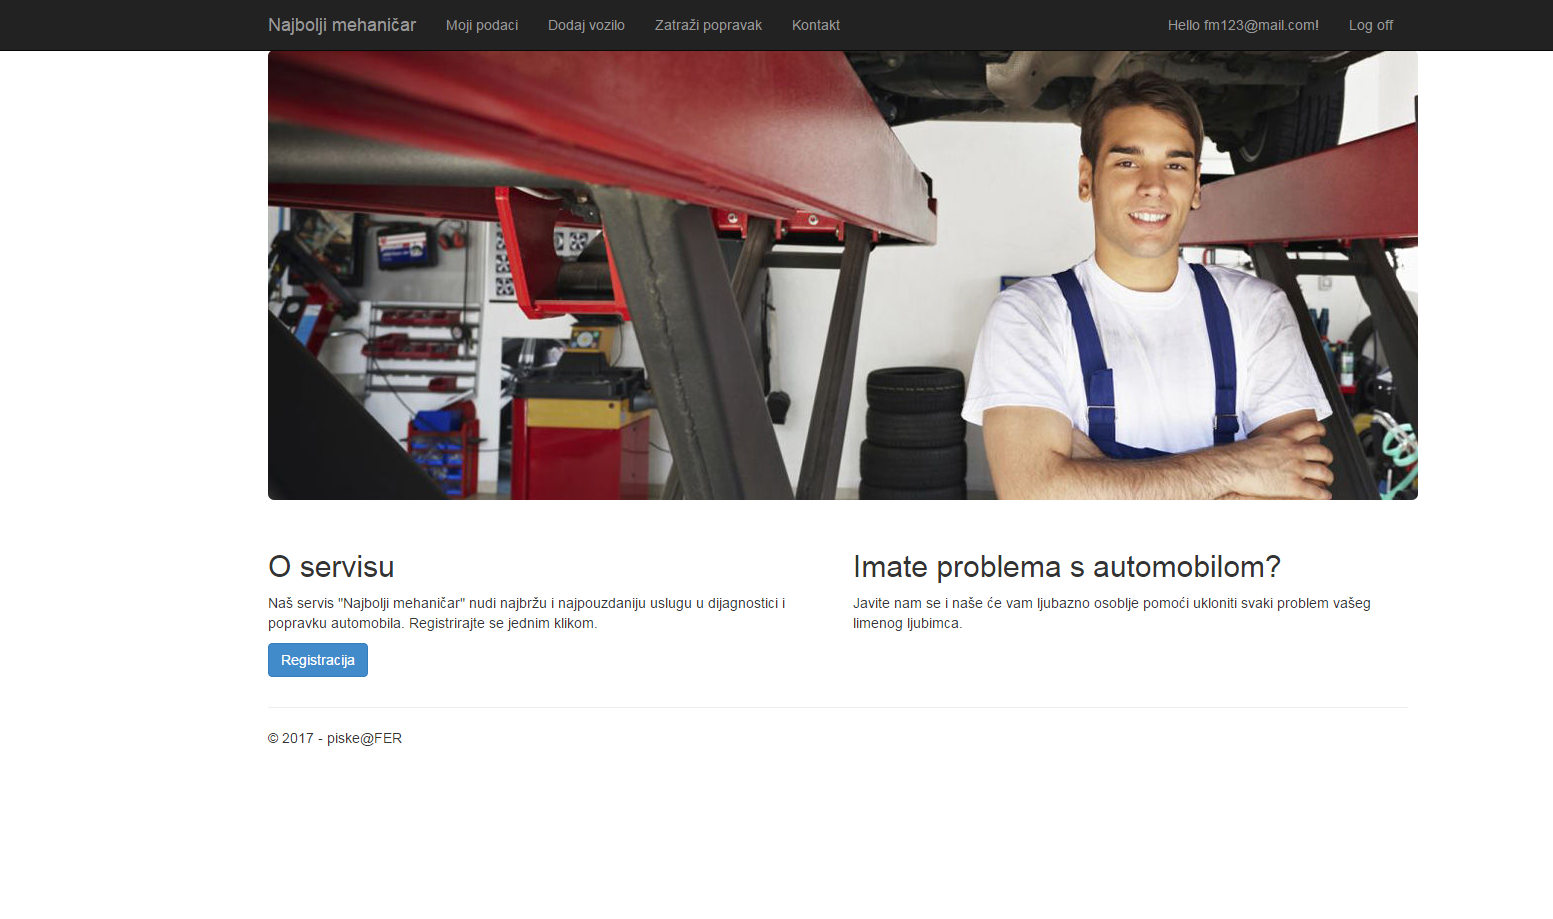 Najbolji mehaničar Moji podaci Dodaj vozilo Zatraži popravak Kontakt Hello fm123@mail.com! Log off
O servisu
Naš servis "Najbolji mehaničar" nudi najbržu i najpouzdaniju uslugu u dijagnostici i
popravku automobila. Registrirajte se jednim klikom.
Registracija
Imate problema s automobilom?
Javite nam se i naše će vam ljubazno osoblje pomoći ukloniti svaki problem vašeg
limenog ljubimca.
© 2017 - piske@FER